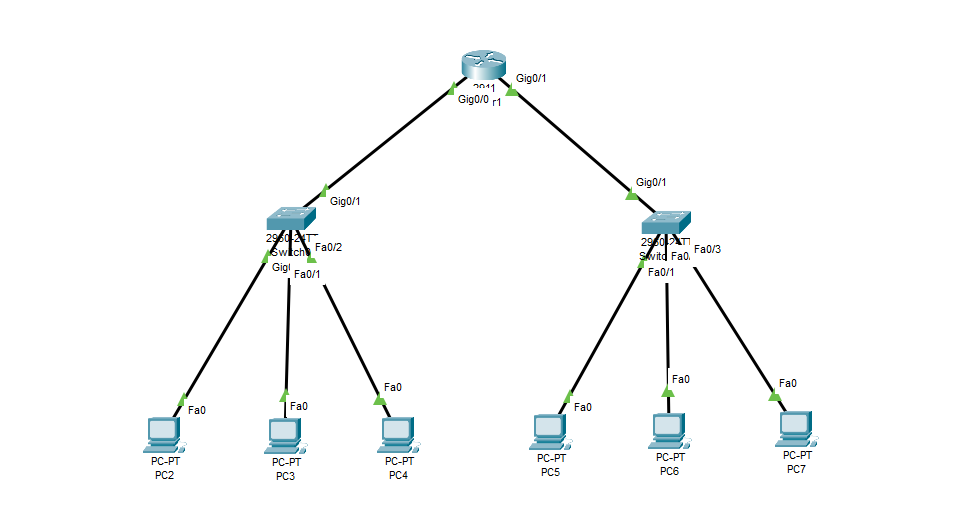 Gig0/1
Gig0/0
r1
Gig0/1
Gig0/1
Fa0/2
Fa0/1
Fa0/3
Fa0/1
Fa0
Fa0
Fa0
Fa0
Fa0
Fa0
PC-PT
PC2
PC-PT
PC3
PC-PT
PC4
PC-PT
PC5
PC-PT
PC6
PC-PT
PC7